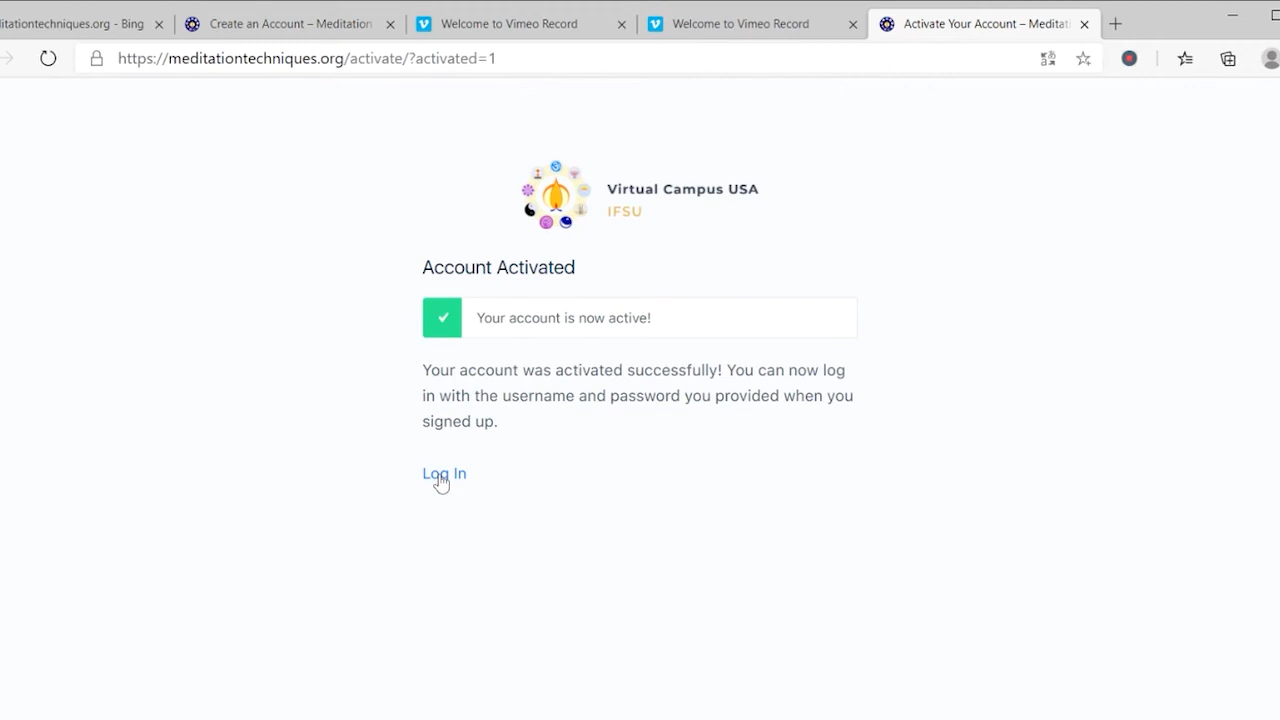 itationtechniques.org - Bing
Create an Account – Meditation
Welcome to Vimeo Record
Welcome to Vimeo Record
Activate Your Account – Meditati
https://meditationtechniques.org/activate/?activated=1
Virtual Campus USA
IFSU
Account Activated
Your account is now active!
Your account was activated successfully! You can now log
in with the username and password you provided when you
signed up.
Log In